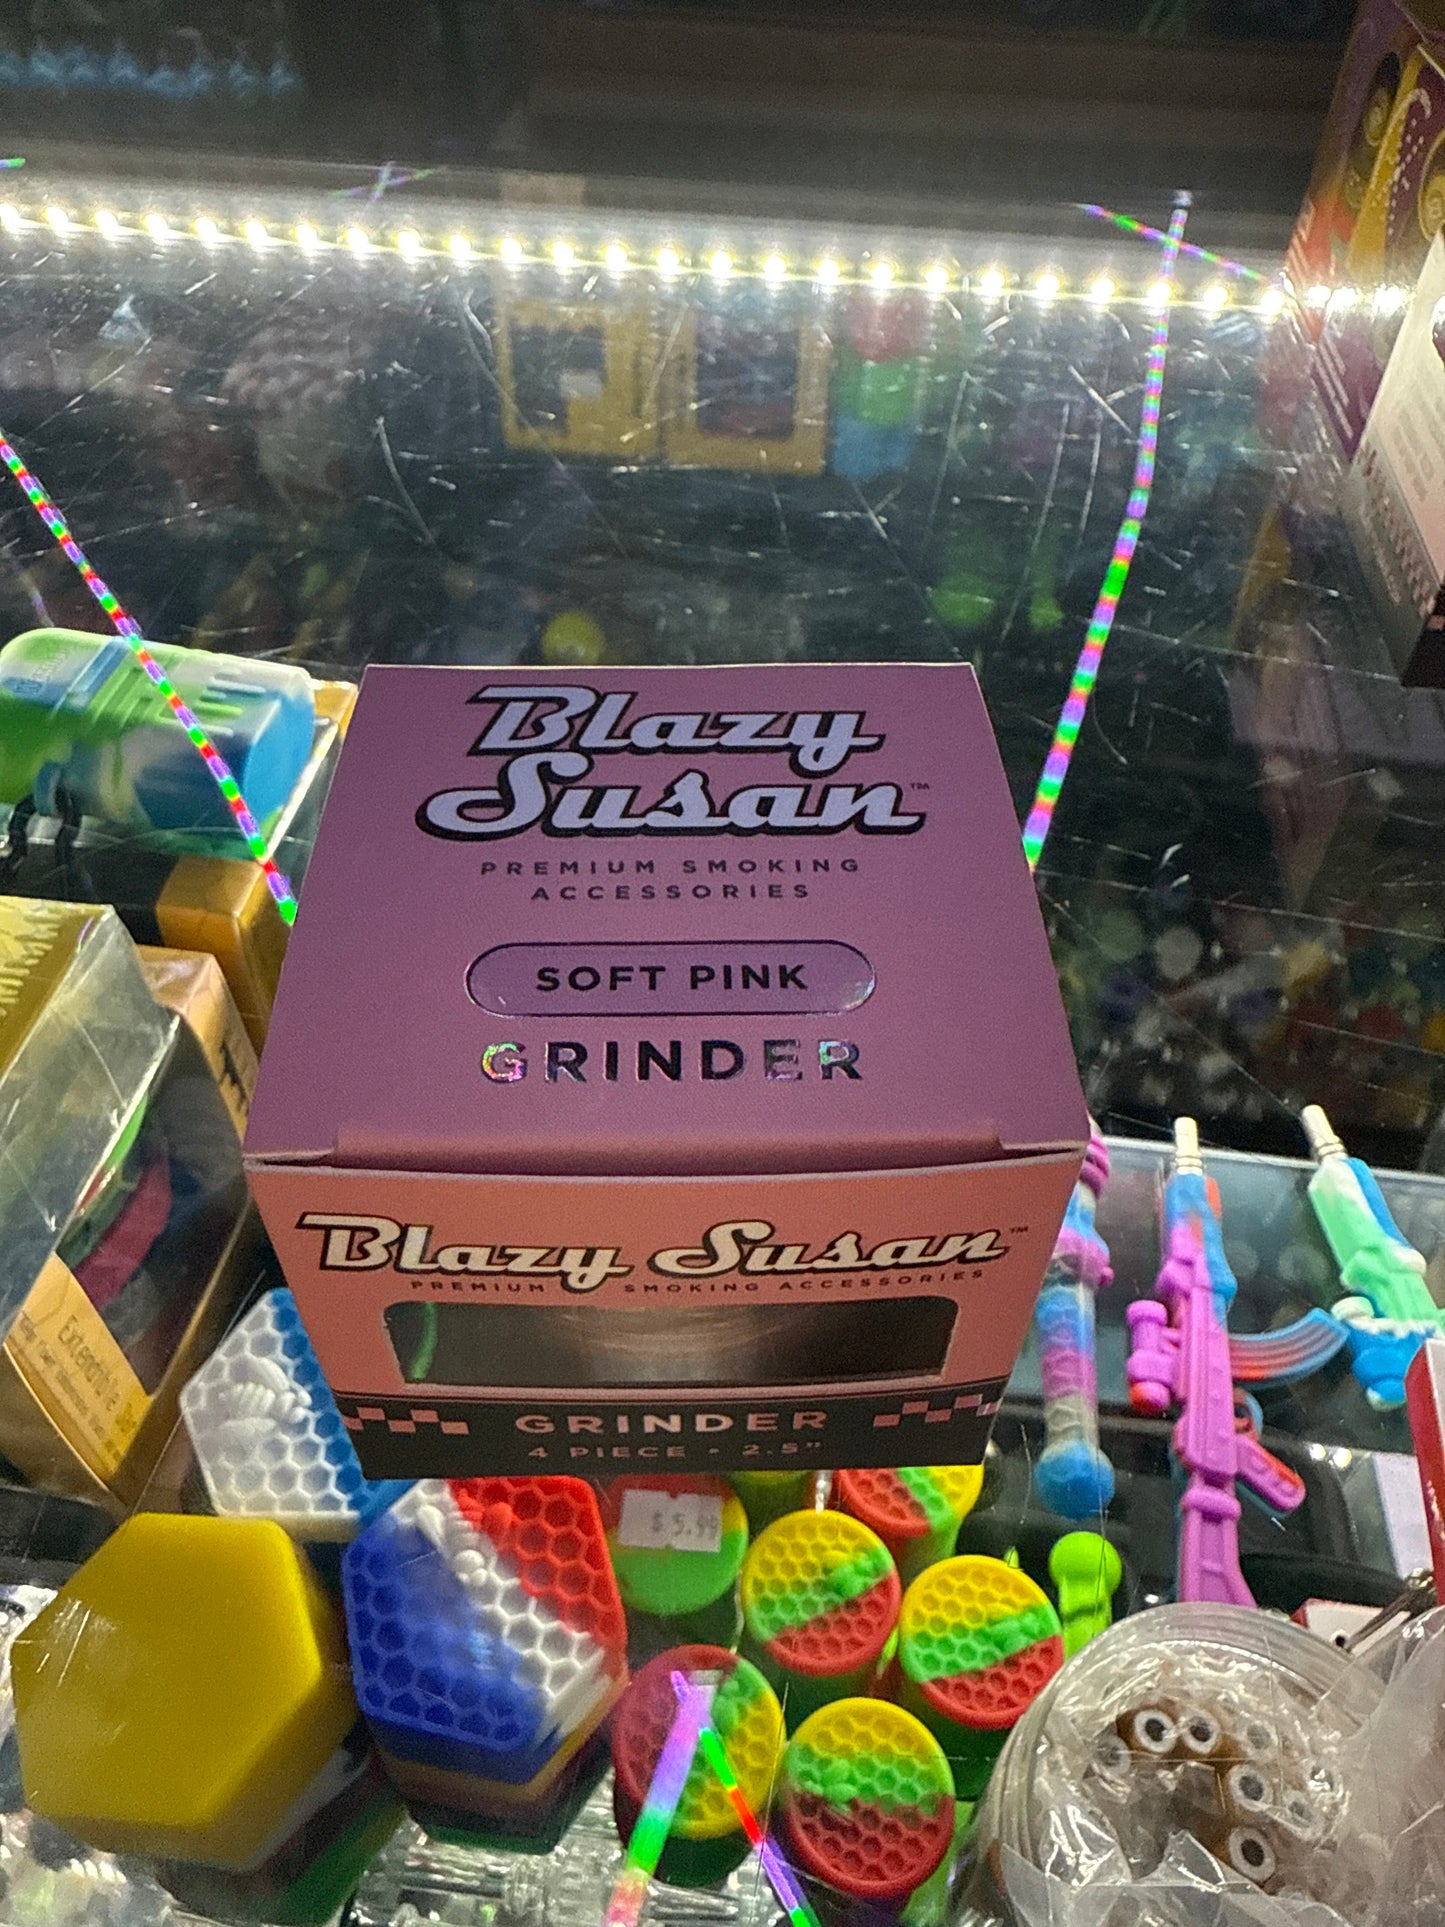 Blazy
Susan™
PREMIUM SMOKING
ACCESSORIES
SOFT PINK
GRINDER
Blazy Susan™
PREMIUM SMOKING ACCESSORIES
GRINDER
4 PIECE • 2.5"
Extendable
$5.99